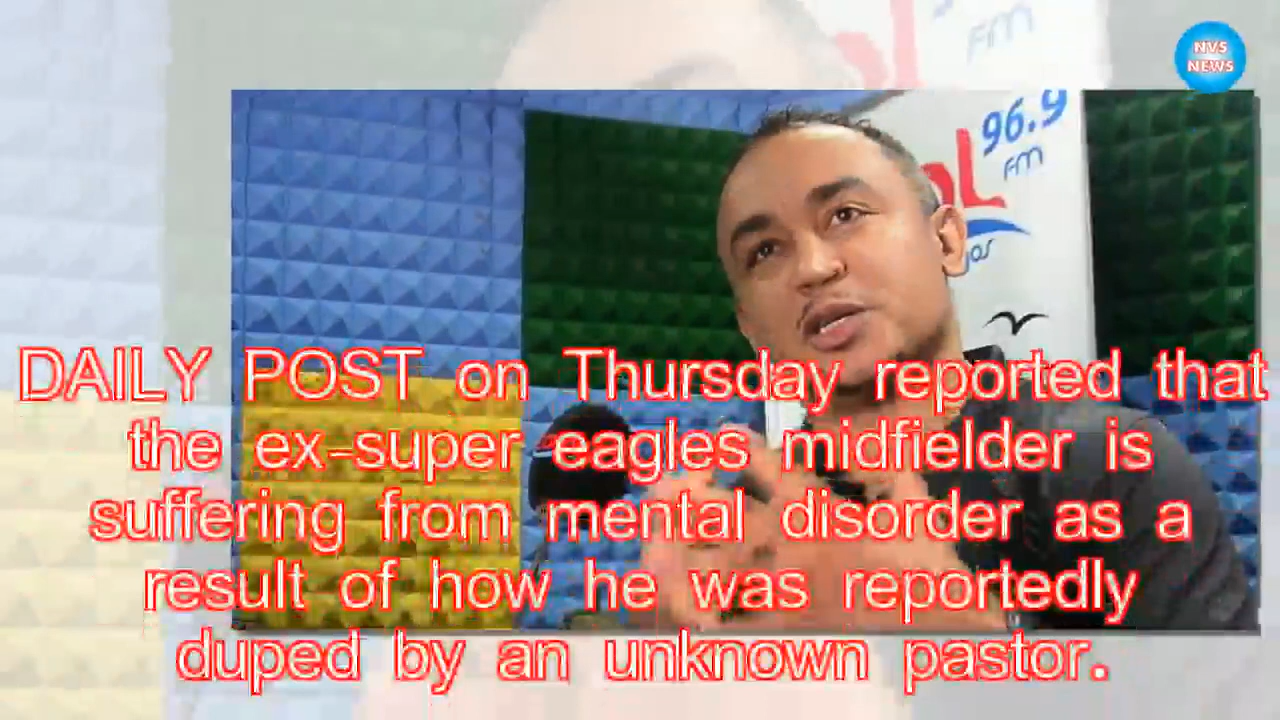 NVS
NEWS
96.9
FM
FM
DAILY POST on Thursday reported that
the ex-super eagles midfielder is
suffering from mental disorder as a
result of how he was reportedly
duped by an unknown pastor.